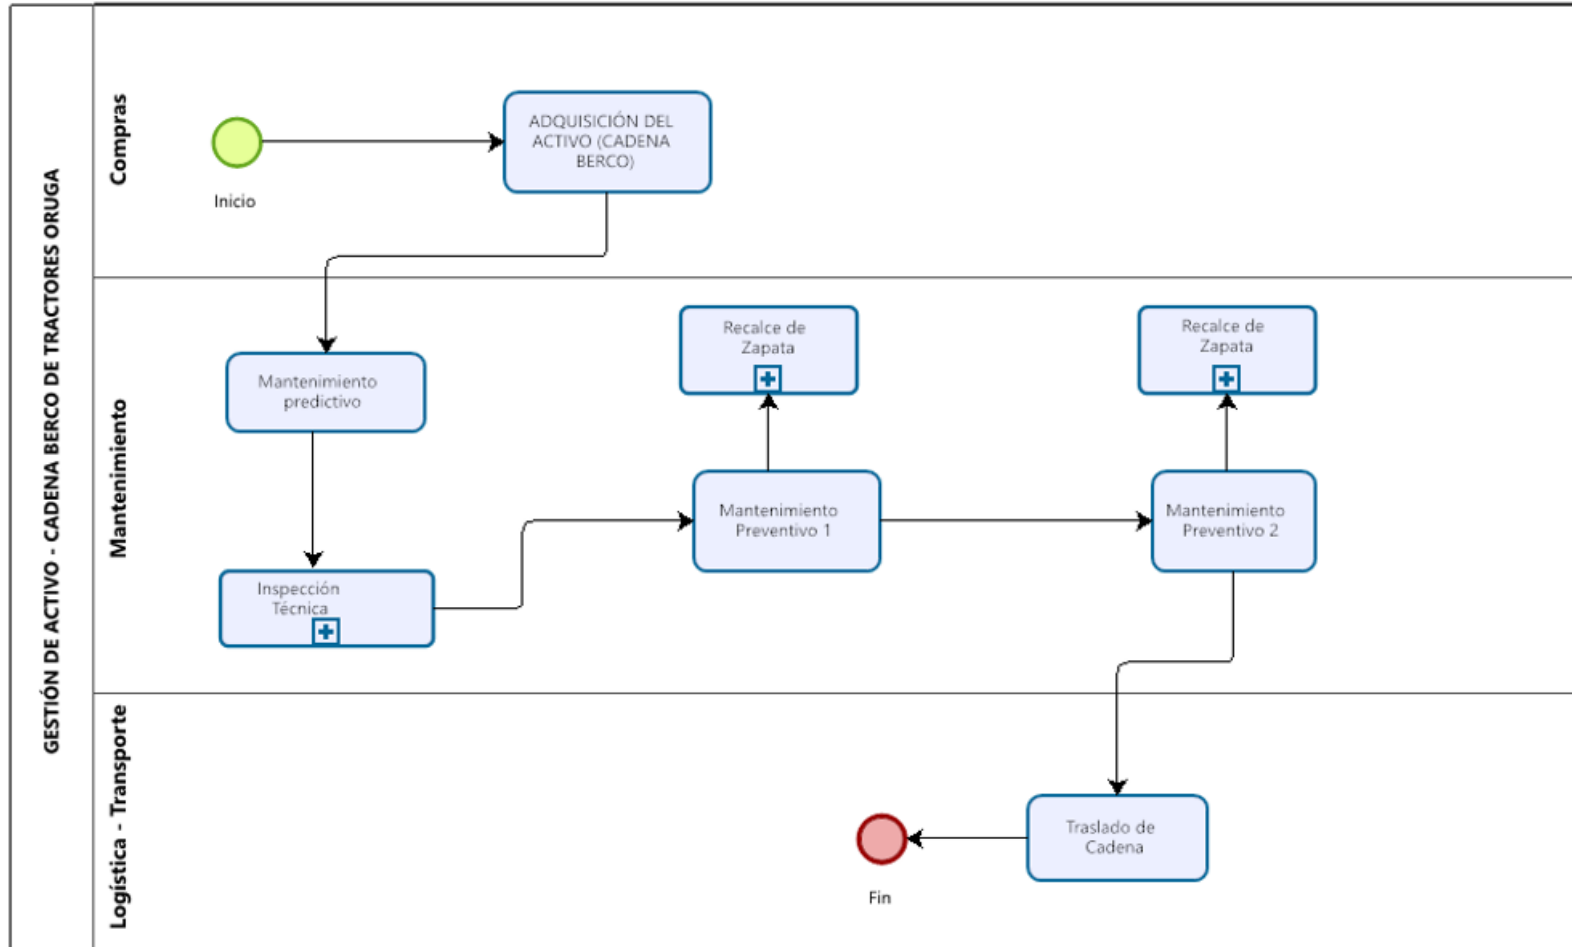 GESTIÓN DE ACTIVO - CADENA BERCO DE TRACTORES ORUGA
Compras
Inicio
ADQUISICIÓN DEL
ACTIVO (CADENA
BERCO)
Mantenimiento
Mantenimiento
predictivo
Inspección
Técnica
Recalce de
Zapata
Mantenimiento
Preventivo 1
Recalce de
Zapata
Mantenimiento
Preventivo 2
Logística - Transporte
Traslado de
Cadena
Fin